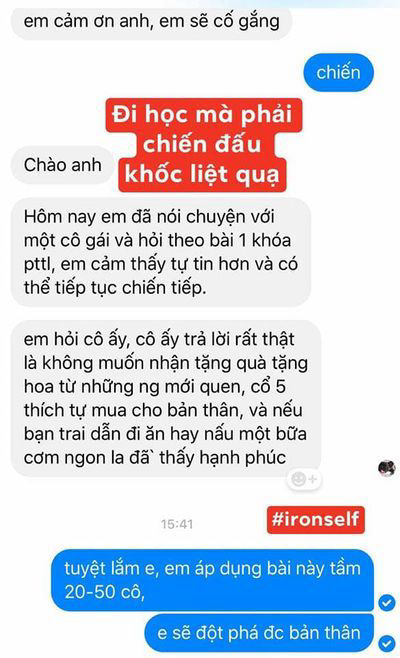 em cảm ơn anh, em sẽ cố gắng
chiến
Đi học mà phải
chiến đấu
khốc liệt quạ
Chào anh
Hôm nay em đã nói chuyện với
một cô gái và hỏi theo bài 1 khóa
pttl, em cảm thấy tự tin hơn và có
thể tiếp tục chiến tiếp.
em hỏi cô ấy, cô ấy trả lời rất thật
là không muốn nhận tặng quà tặng
hoa từ những ng mới quen, cổ 5
thích tự mua cho bản thân, và nếu
bạn trai dẫn đi ăn hay nấu một bữa
cơm ngon la đã` thấy hạnh phúc
15:41
#ironself
tuyệt lắm e, em áp dụng bài này tầm
20-50 cô,
e sẽ đột phá đc bản thân